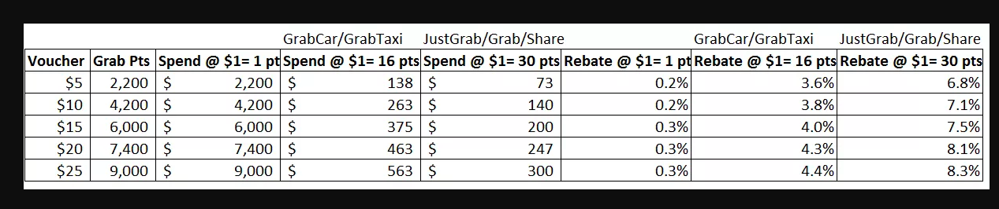 GrabCar/GrabTaxi JustGrab/Grab/Share GrabCar/GrabTaxi JustGrab/Grab/Share
Voucher Grab Pts Spend @ $1= 1 pt Spend @ $1= 16 pts Spend @ $1= 30 pts Rebate @ $1= 1 pt Rebate @ $1= 16 pts Rebate @ $1= 30 pts
$5 2,200 $ 2,200 $ 138 $ 73 0.2% 3.6% 6.8%
$10 4,200 $ 4,200 $ 263 $ 140 0.2% 3.8% 7.1%
$15 6,000 $ 6,000 $ 375 $ 200 0.3% 4.0% 7.5%
$20 7,400 $ 7,400 $ 463 $ 247 0.3% 4.3% 8.1%
$25 9,000 $ 9,000 $ 563 $ 300 0.3% 4.4% 8.3%